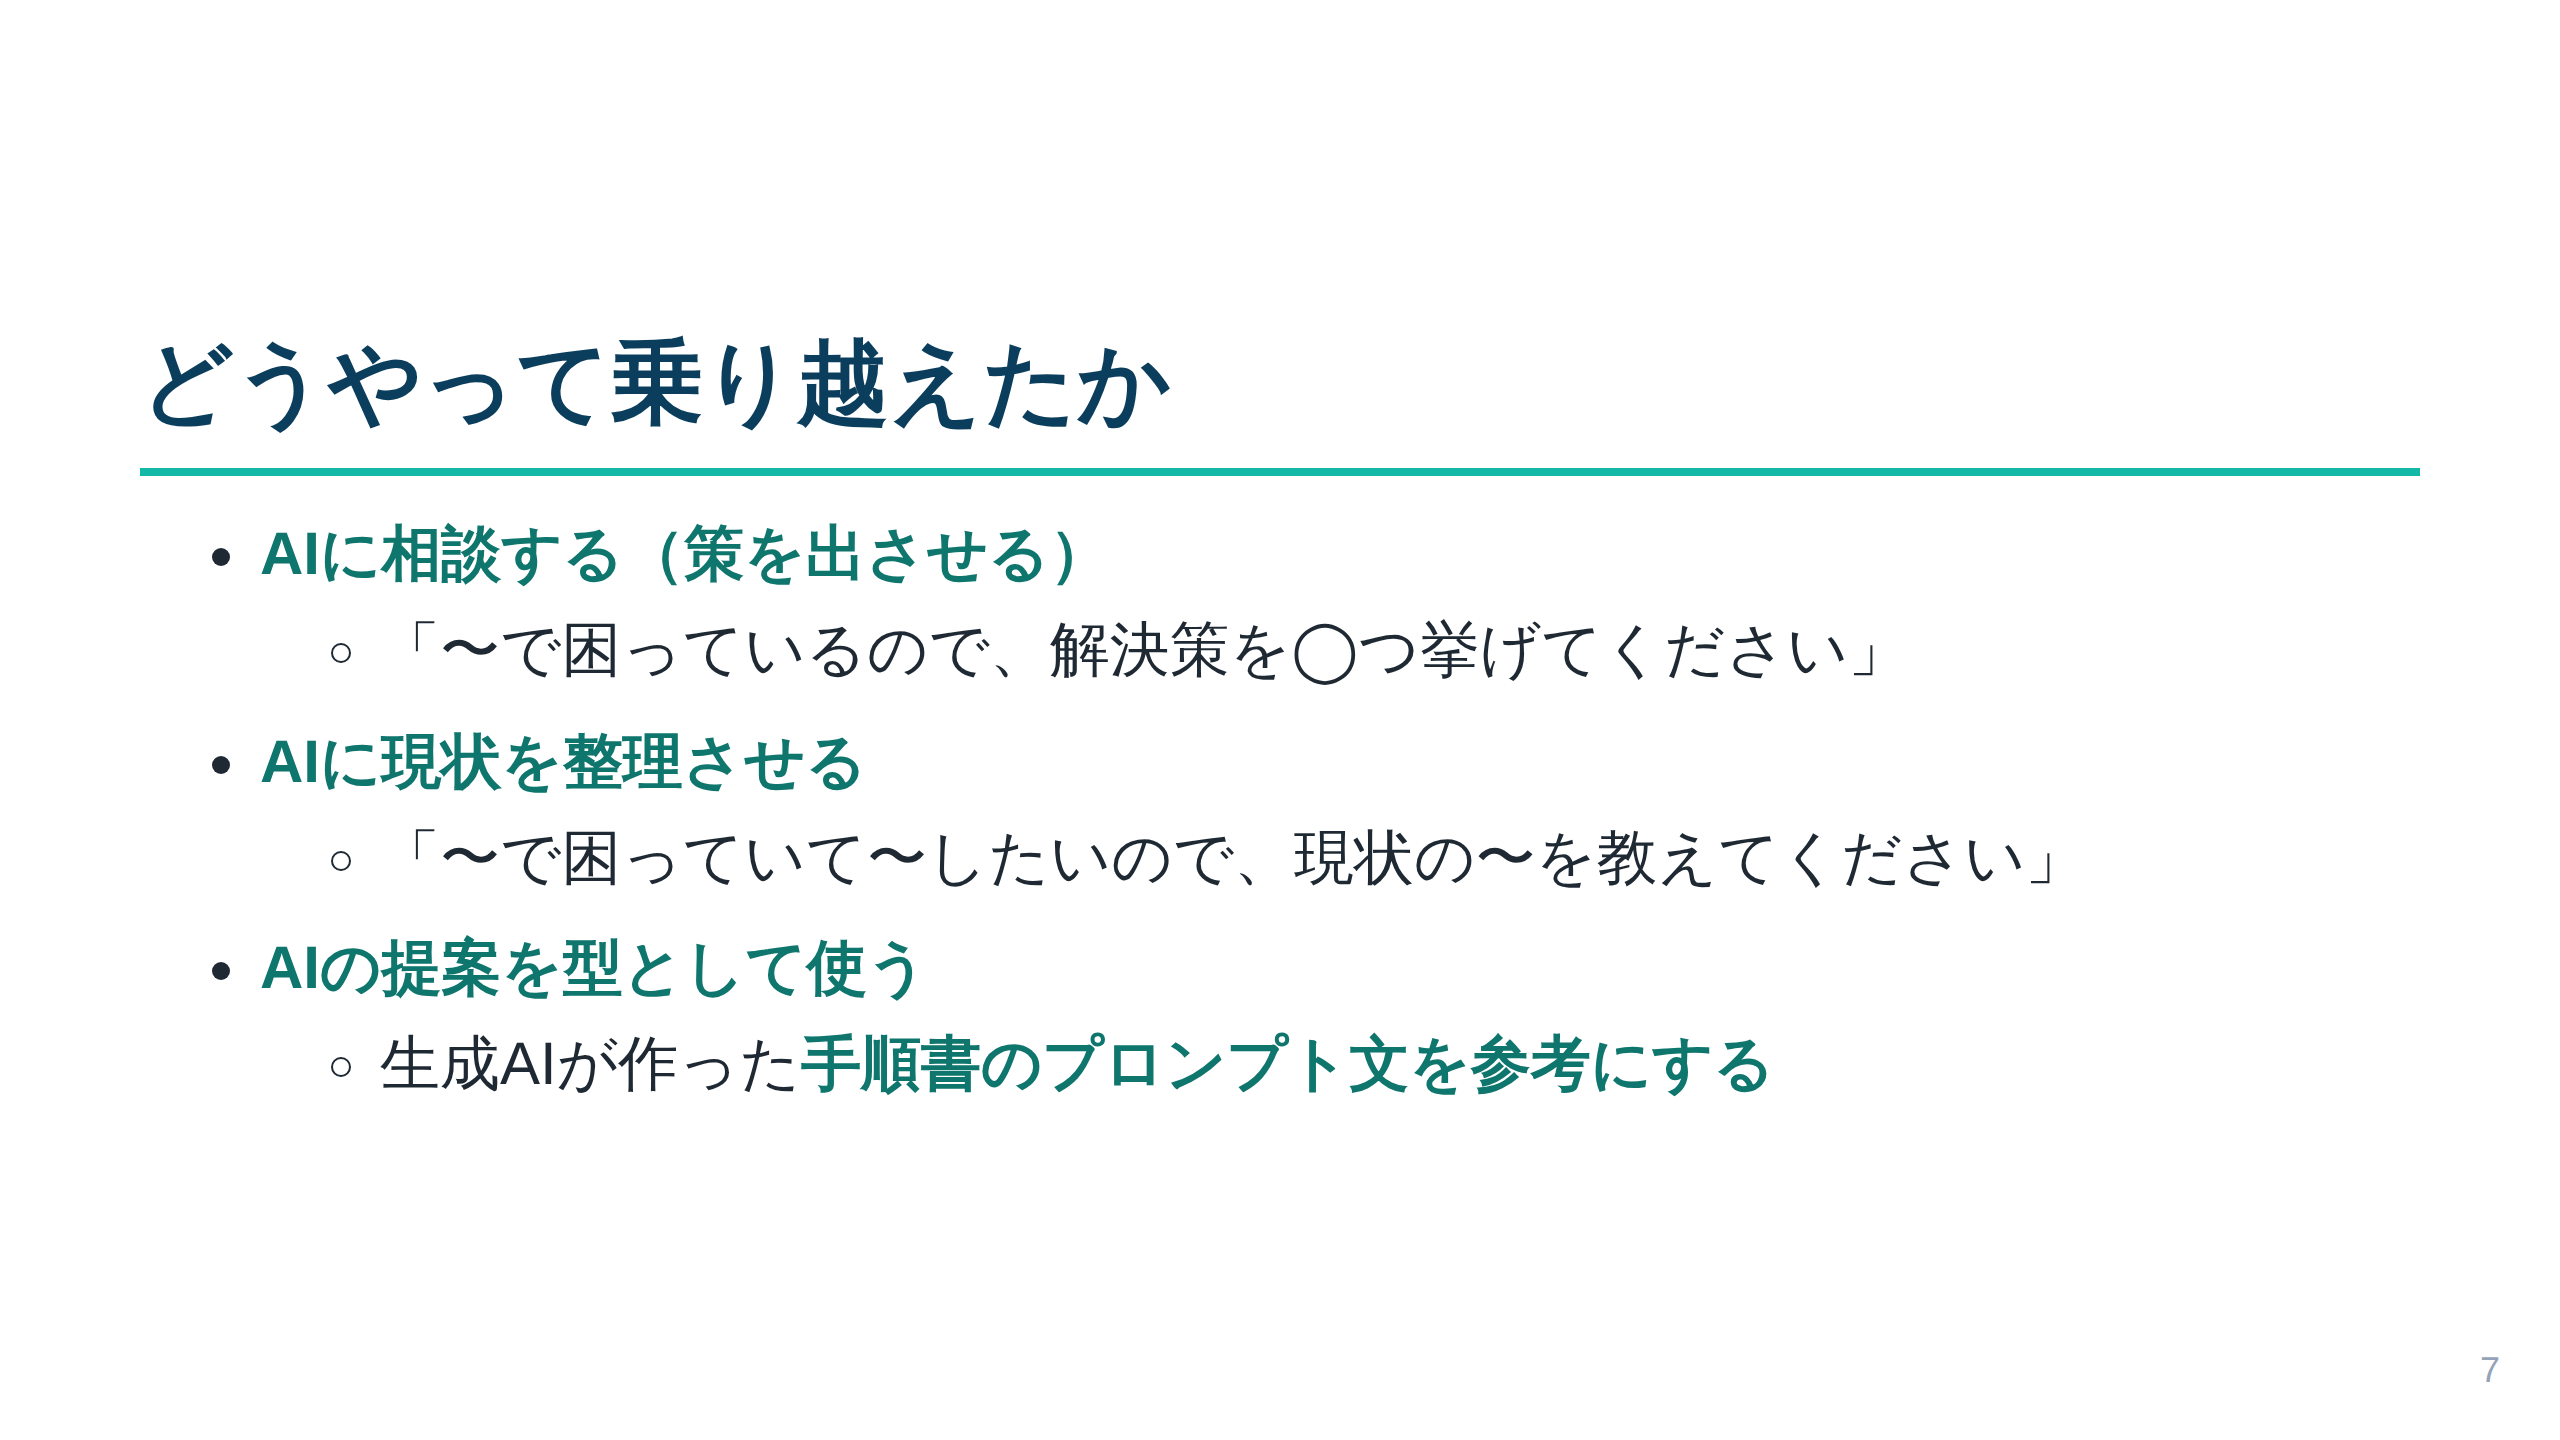 どうやって乗り越えたか
• AIに相談する（策を出させる）
○ 「〜で困っているので、解決策を◯つ挙げてください」
• AIに現状を整理させる
○ 「〜で困っていて〜したいので、現状の〜を教えてください」
• AIの提案を型として使う
○ 生成AIが作った手順書のプロンプト文を参考にする
7